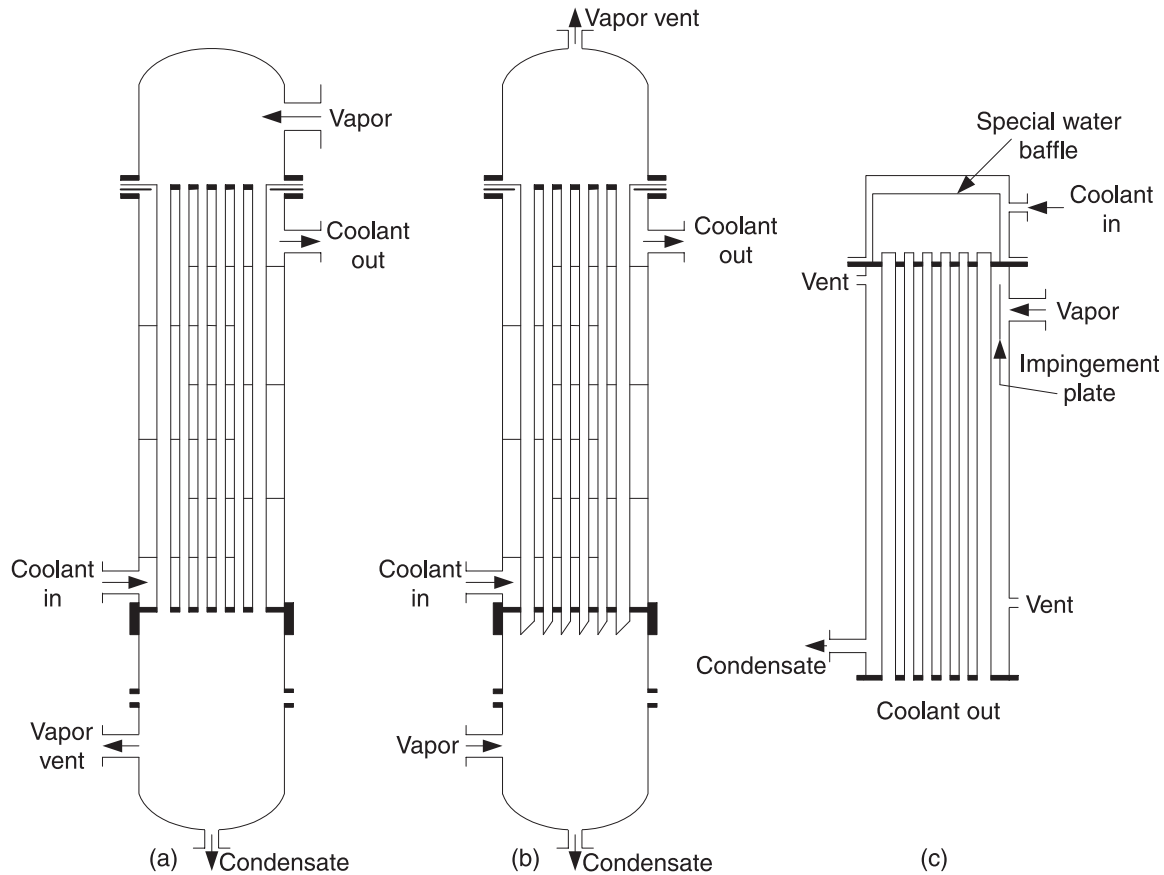 Vapor
Coolant
out
Coolant
in
Vapor
vent
Condensate
(a)
Vapor vent
Coolant
out
Coolant
in
Vapor
Condensate
(b)
Special water
baffle
Coolant
in
Vent
Vapor
Impingement
plate
Vent
Condensate
Coolant out
(c)